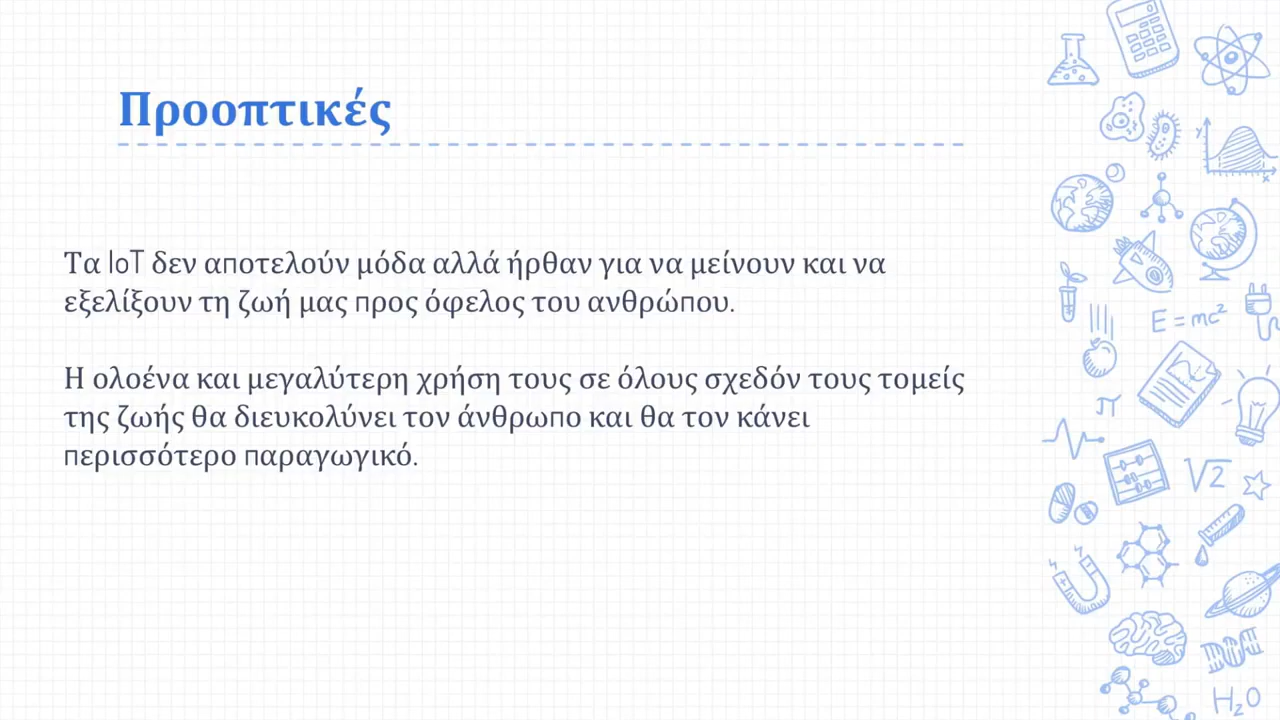 Προοπτικές
Τα IoT δεν αποτελούν μόδα αλλά ήρθαν για να μείνουν και να
εξελίξουν τη ζωή μας προς όφελος του ανθρώπου.
Η ολοένα και μεγαλύτερη χρήση τους σε όλους σχεδόν τους τομείς
της ζωής θα διευκολύνει τον άνθρωπο και θα τον κάνει
περισσότερο παραγωγικό.
y
x
E=mc²
π
√2
H₂O